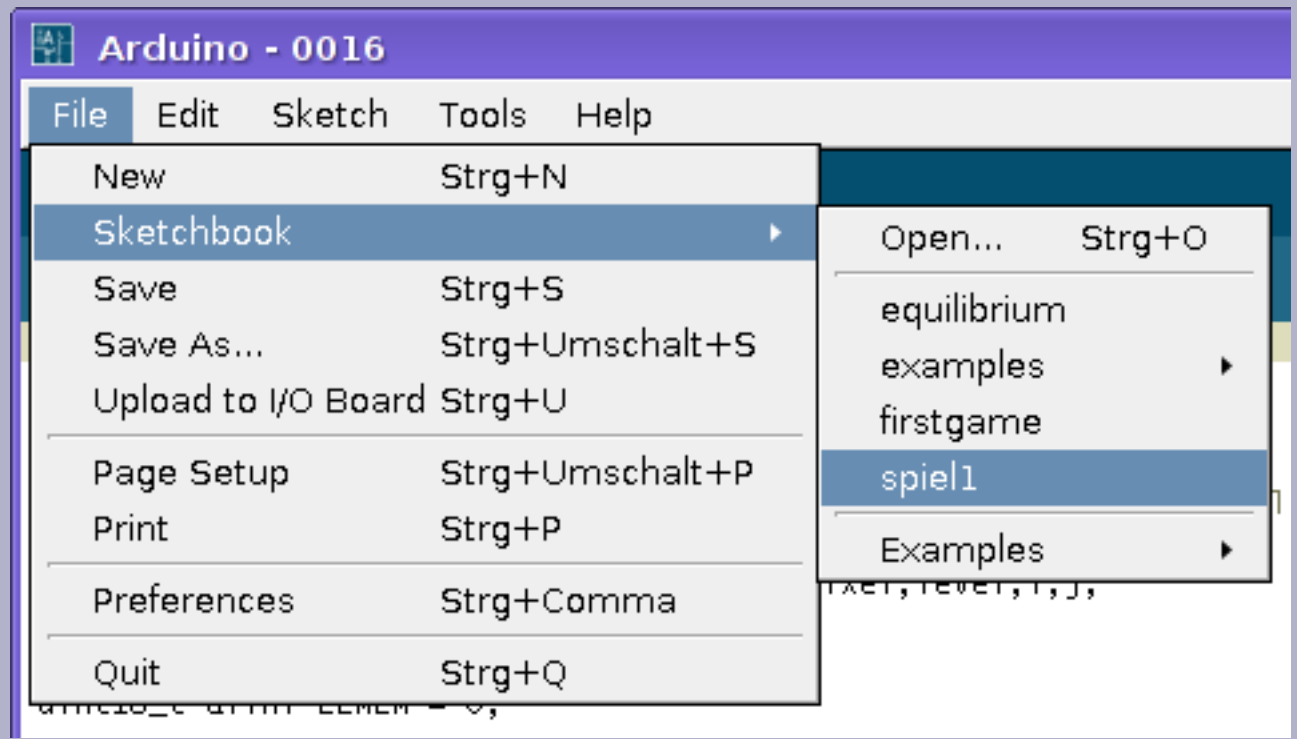 Arduino - 0016
File Edit Sketch Tools Help
New Strg+N
Sketchbook
Save Strg+S
Save As... Strg+Umschalt+S
Upload to I/O Board Strg+U
Page Setup Strg+Umschalt+P
Print Strg+P
Preferences Strg+Comma
Quit Strg+Q
Open... Strg+O
equilibrium
examples
firstgame
spiel1
Examples